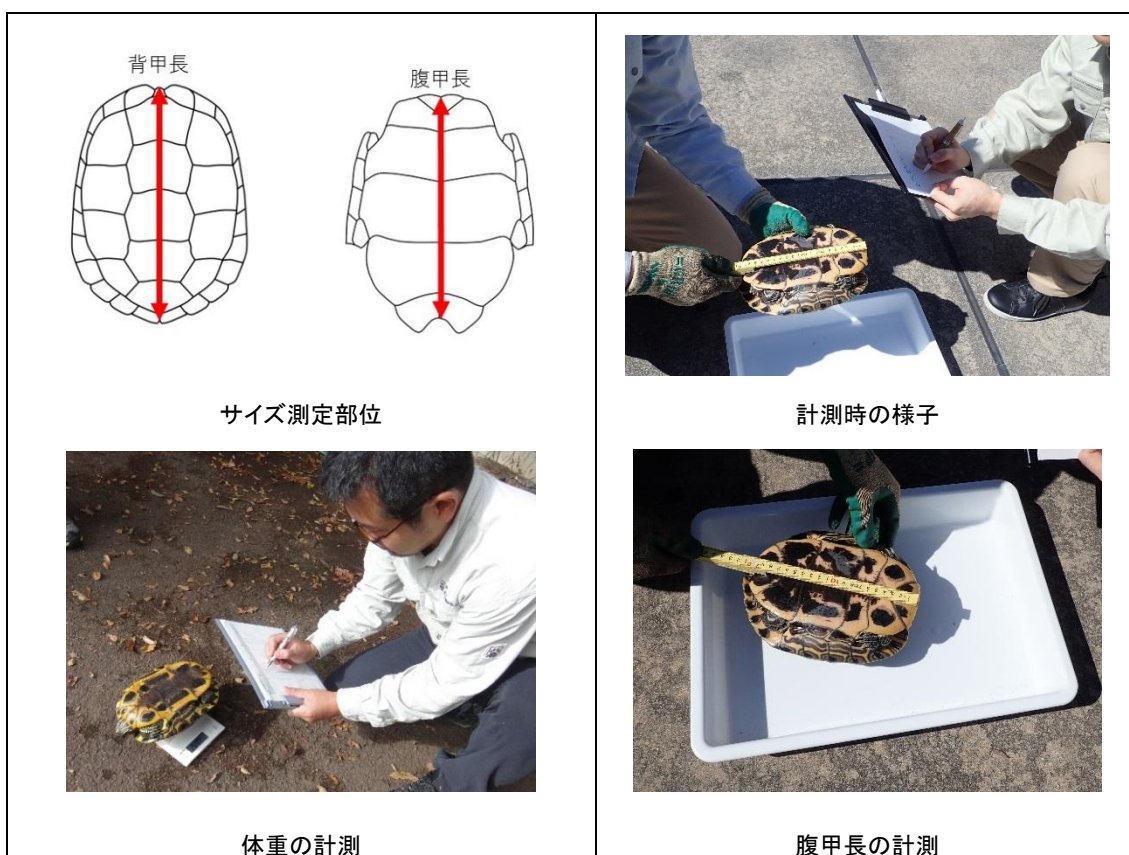 背甲長
腹甲長
サイズ測定部位
計測時の様子
体重の計測
腹甲長の計測